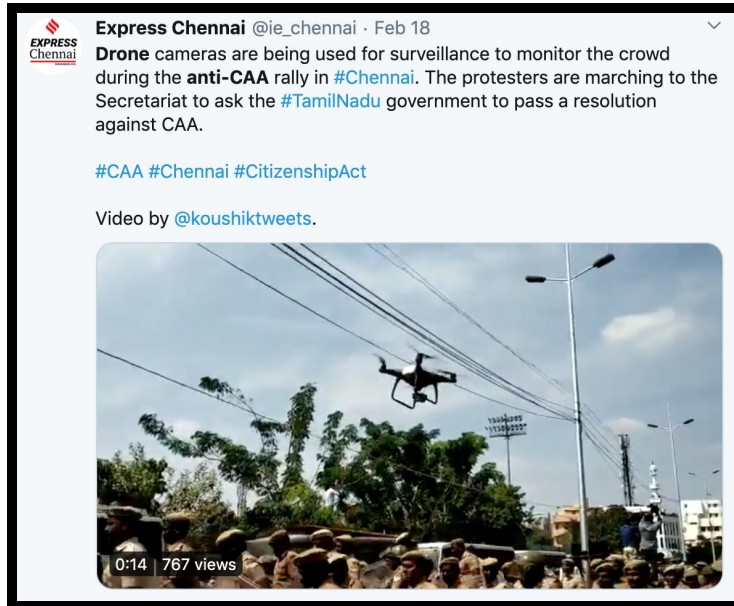 EXPRESS
Chennai
Express Chennai @ie_chennai · Feb 18
Drone cameras are being used for surveillance to monitor the crowd
during the anti-CAA rally in #Chennai. The protesters are marching to the
Secretariat to ask the #TamilNadu government to pass a resolution
against CAA.
#CAA #Chennai #CitizenshipAct
Video by @koushiktweets.
0:14 | 767 views